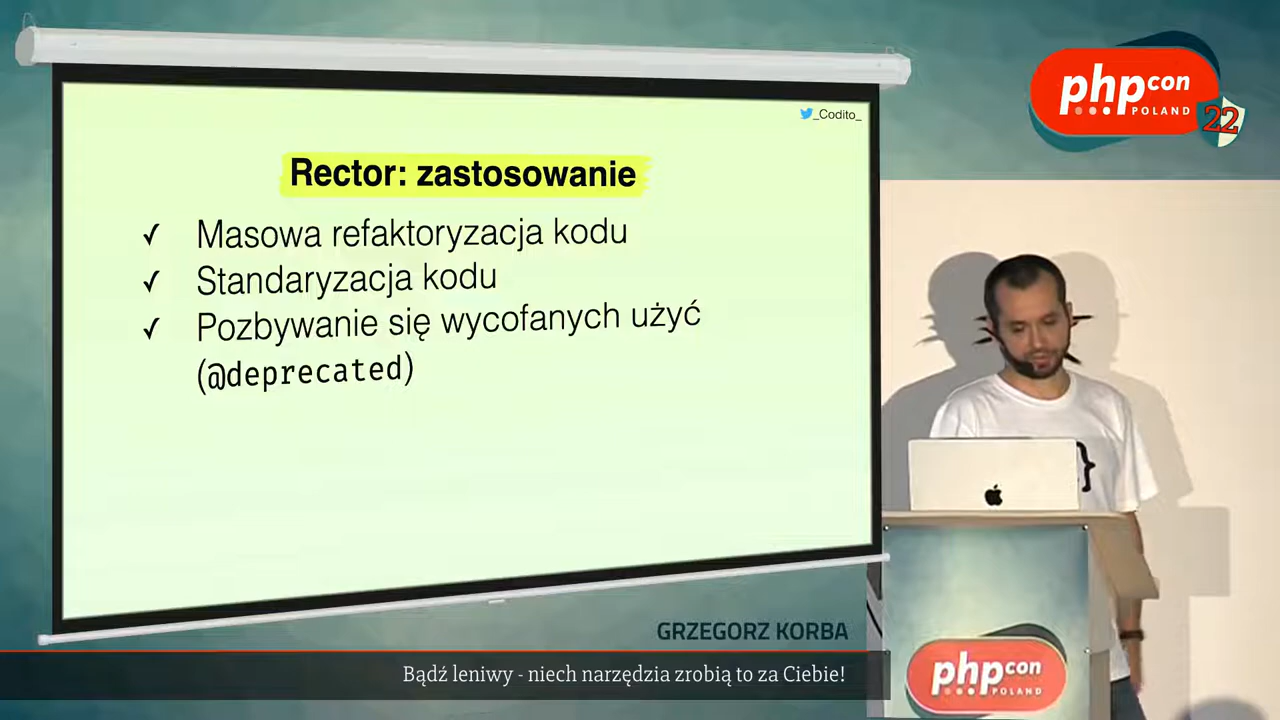 _Codito_
Rector: zastosowanie
✓ Masowa refaktoryzacja kodu
✓ Standaryzacja kodu
✓ Pozbywanie się wycofanych użyć
(@deprecated)
phpcon
POLAND
22
}
GRZEGORZ KORBA
Bądź leniwy - niech narzędzia zrobią to za Ciebie!
phpcon
POLAND